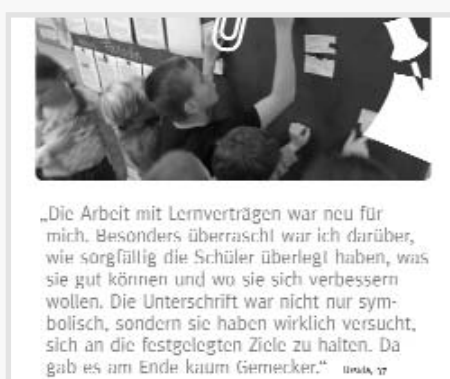 „Die Arbeit mit Lernverträgen war neu für
mich. Besonders überrascht war ich darüber,
wie sorgfältig die Schüler überlegt haben, was
sie gut können und wo sie sich verbessern
wollen. Die Unterschrift war nicht nur sym-
bolisch, sondern sie haben wirklich versucht,
sich an die festgelegten Ziele zu halten. Da
gab es am Ende kaum Gemecker.“